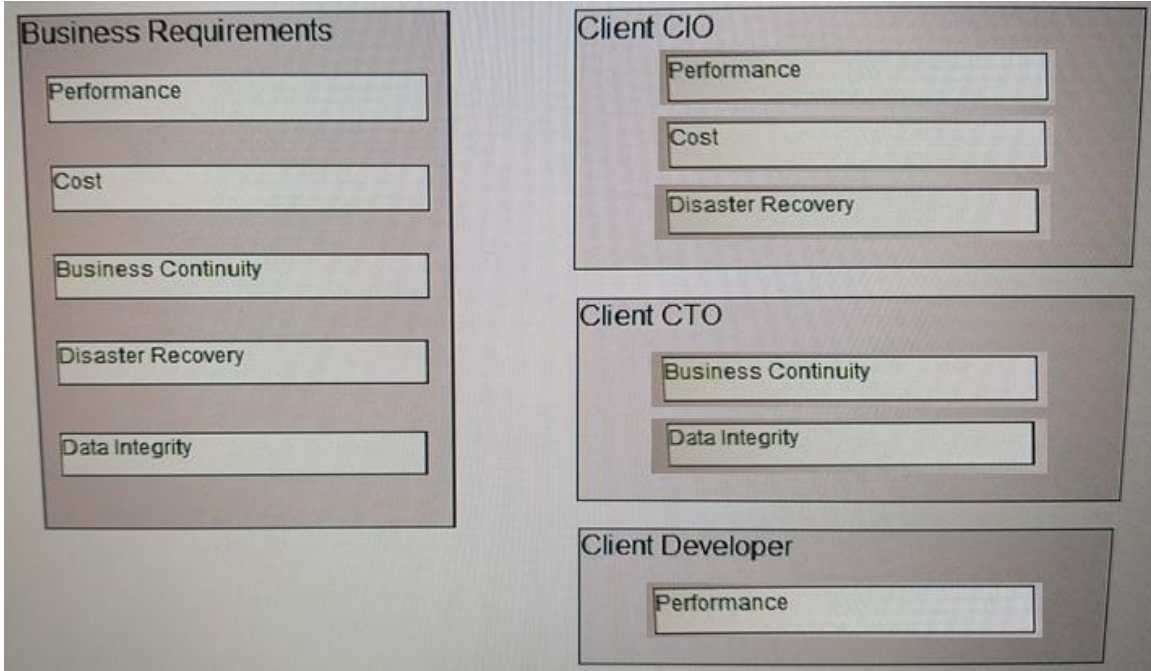 Business Requirements
Performance
Cost
Business Continuity
Disaster Recovery
Data Integrity
Client CIO
Performance
Cost
Disaster Recovery
Client CTO
Business Continuity
Data Integrity
Client Developer
Performance